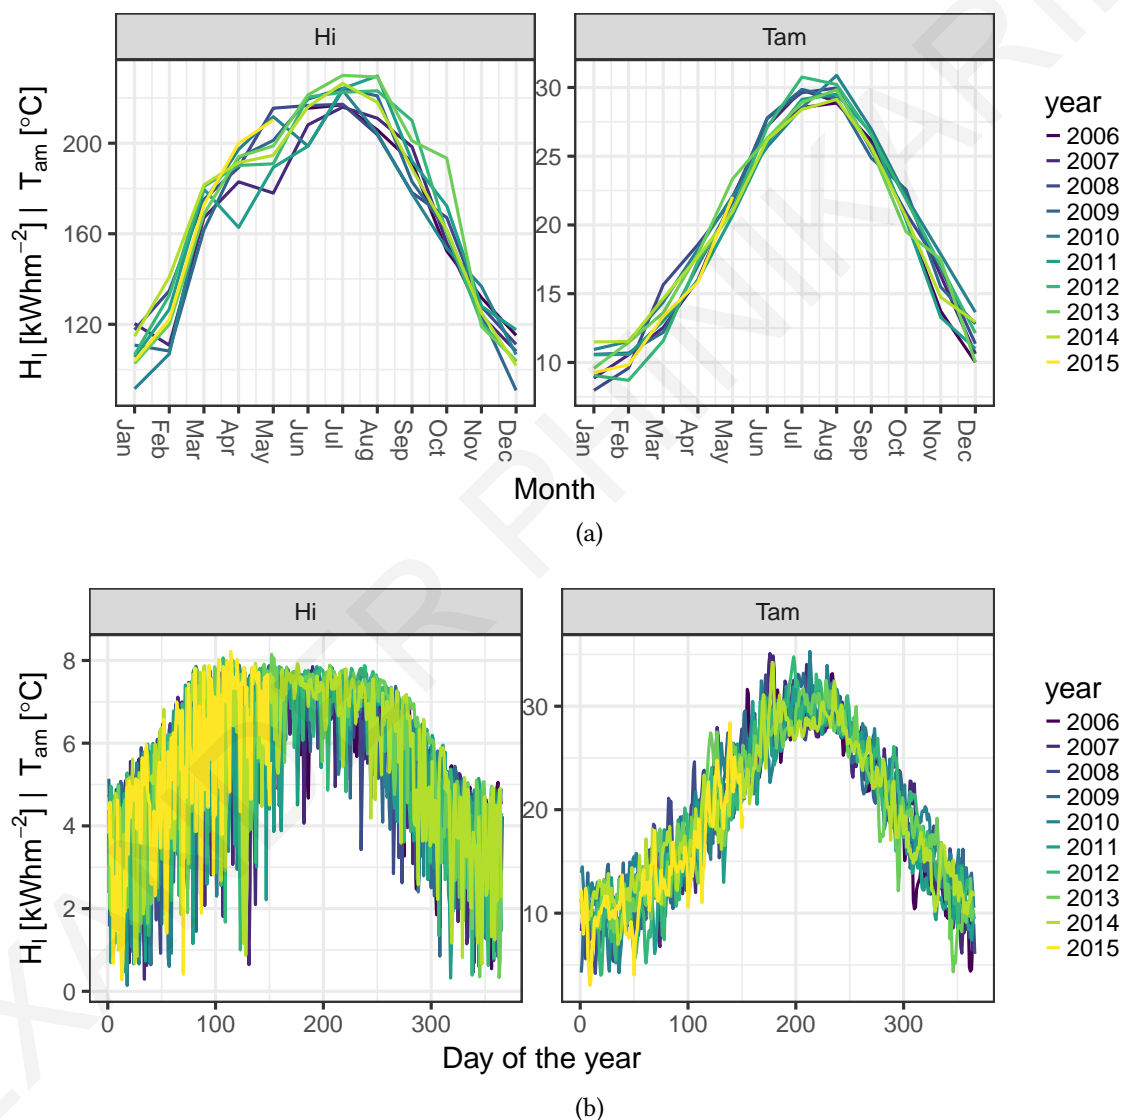 Hi
Tam
H_I [kWhm⁻²] || T_am [°C]
200
160
120
30
25
20
15
10
Jan
Feb
Mar
Apr
May
Jun
Jul
Aug
Sep
Oct
Nov
Dec
Jan
Feb
Mar
Apr
May
Jun
Jul
Aug
Sep
Oct
Nov
Dec
Month
year
2006
2007
2008
2009
2010
2011
2012
2013
2014
2015
(a)
Hi
Tam
H_I [kWhm⁻²] || T_am [°C]
8
6
4
2
0
30
20
10
0
100
200
300
0
100
200
300
Day of the year
year
2006
2007
2008
2009
2010
2011
2012
2013
2014
2015
(b)